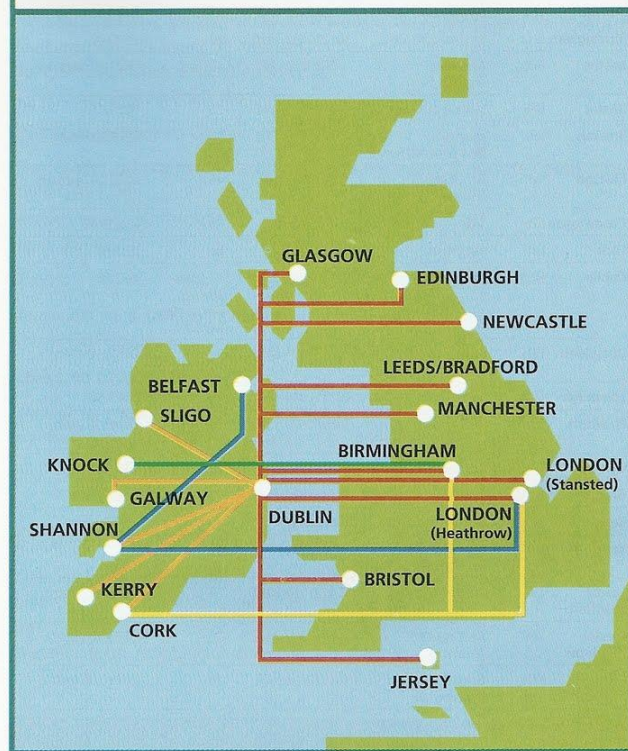 GLASGOW
EDINBURGH
NEWCASTLE
LEEDS/BRADFORD
BELFAST
SLIGO
MANCHESTER
BIRMINGHAM
KNOCK
LONDON
(Stansted)
GALWAY
DUBLIN
LONDON
(Heathrow)
SHANNON
BRISTOL
KERRY
CORK
JERSEY